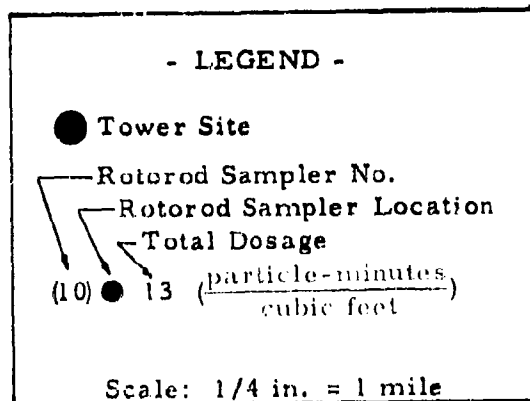 - LEGEND -
Tower Site
Rotorod Sampler No.
Rotorod Sampler Location
Total Dosage
(10) 13 (particle-minutes
cubic feet)
Scale: 1/4 in. = 1 mile